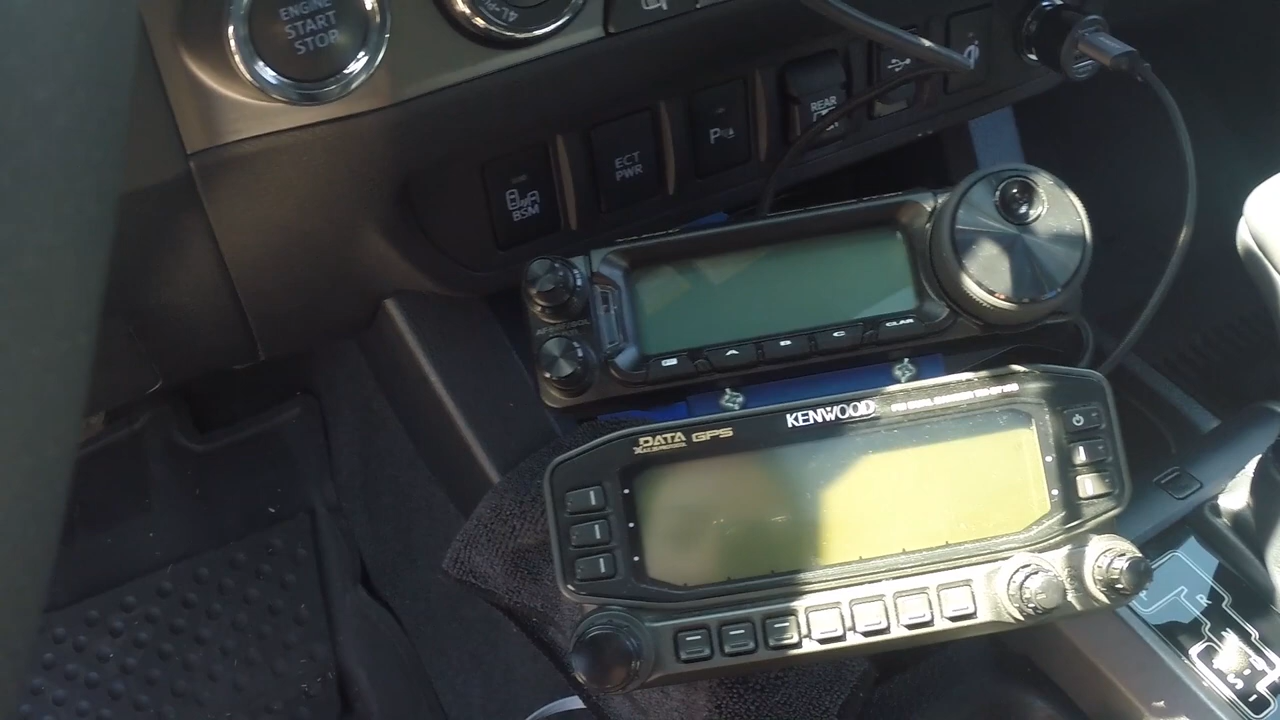 ENGINE
START
STOP
BSM
ECT
PWR
P
REAR
A
B
C
CLAR
KENWOOD
DATA
GPS
R
S